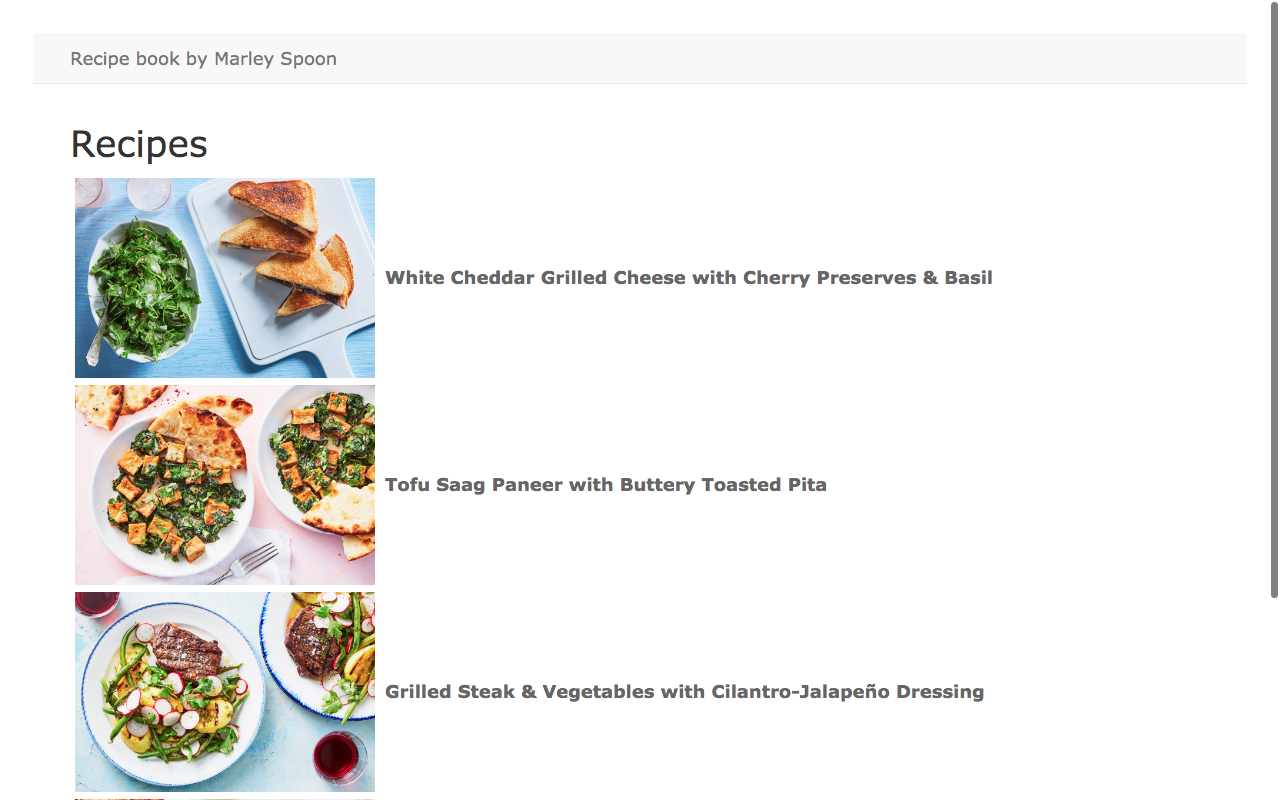 Recipe book by Marley Spoon
Recipes
White Cheddar Grilled Cheese with Cherry Preserves & Basil
Tofu Saag Paneer with Buttery Toasted Pita
Grilled Steak & Vegetables with Cilantro-Jalapeño Dressing